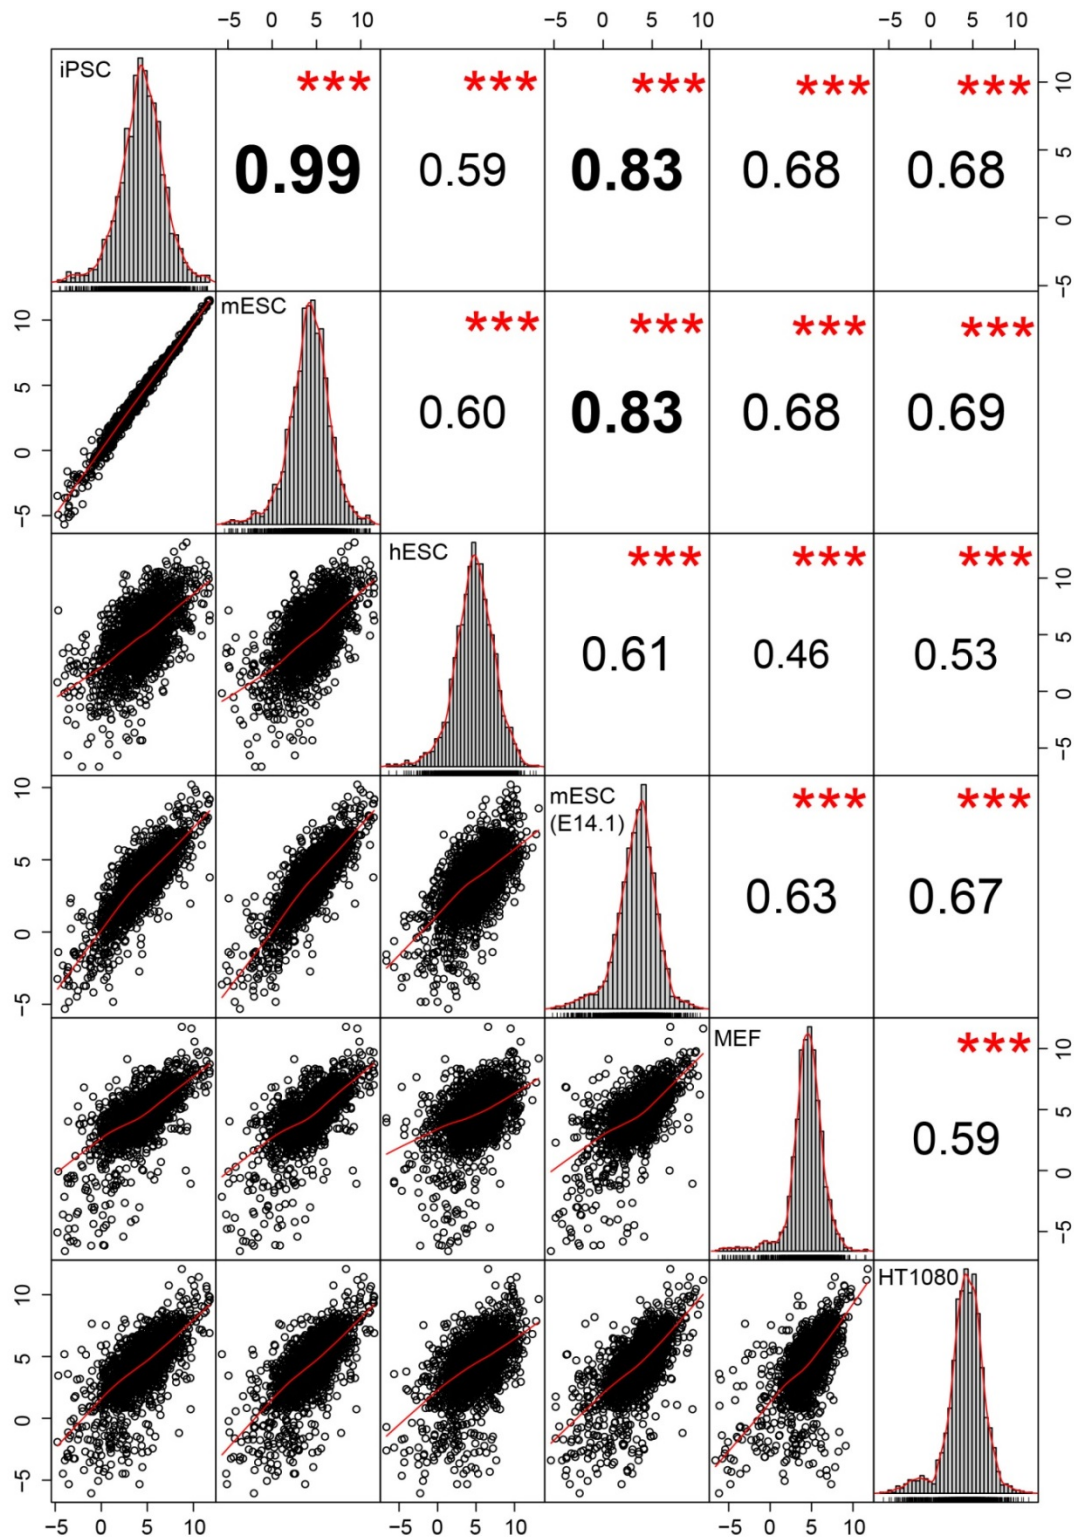 −5 0 5 10 −5 0 5 10 −5 0 5 10
iPSC *** *** *** *** ***
0.99 0.59 0.83 0.68 0.68
10 5 0 −5
mESC *** *** *** ***
0.60 0.83 0.68 0.69
10 5 0 −5
hESC *** *** ***
0.61 0.46 0.53
10 5 0 −5
mESC
(E14.1) *** ***
0.63 0.67
10 5 0 −5
MEF ***
0.59
10 5 0 −5
HT1080
10 5 0 −5
−5 0 5 10 −5 0 5 10 −5 0 5 10